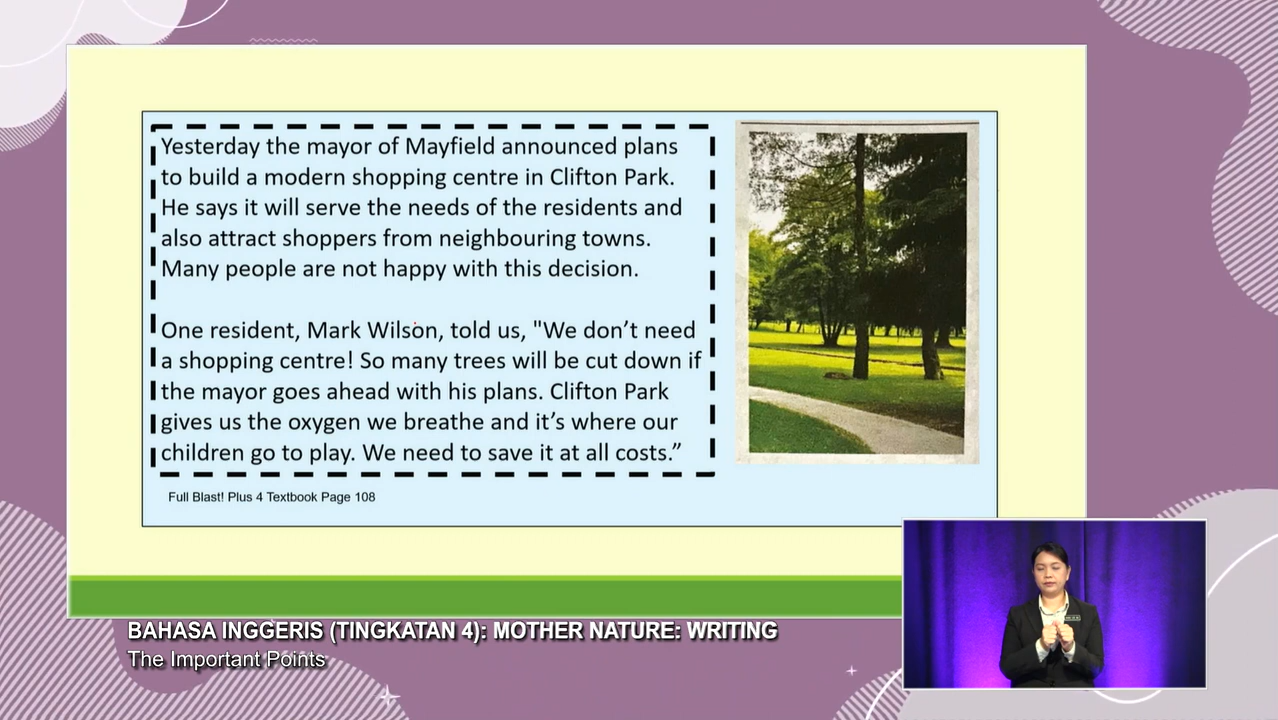 Yesterday the mayor of Mayfield announced plans
to build a modern shopping centre in Clifton Park.
He says it will serve the needs of the residents and
also attract shoppers from neighbouring towns.
Many people are not happy with this decision.
One resident, Mark Wilson, told us, "We don’t need
a shopping centre! So many trees will be cut down if
the mayor goes ahead with his plans. Clifton Park
gives us the oxygen we breathe and it’s where our
children go to play. We need to save it at all costs.”
Full Blast! Plus 4 Textbook Page 108
BAHASA INGGERIS (TINGKATAN 4): MOTHER NATURE: WRITING
The Important Points